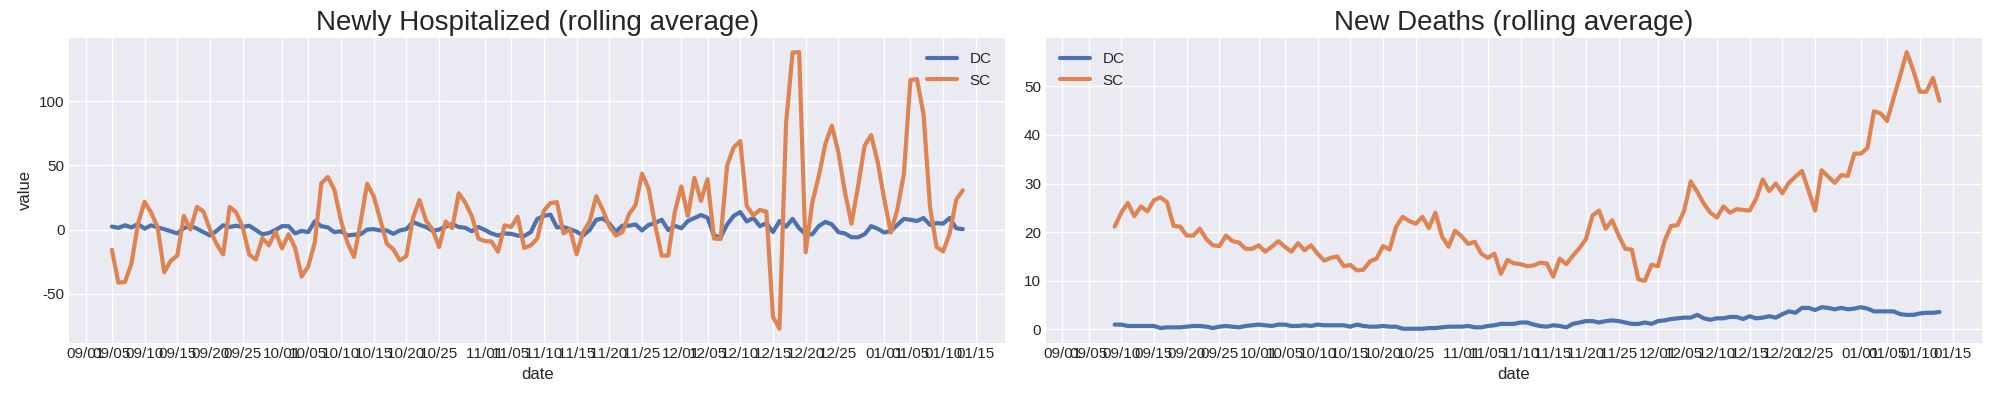 Newly Hospitalized (rolling average)
DC
SC
100
50
0
-50
value
09/01 09/05 09/10 09/15 09/20 09/25 10/01 10/05 10/10 10/15 10/20 10/25 11/01 11/05 11/10 11/15 11/20 11/25 12/01 12/05 12/10 12/15 12/20 12/25 01/01 01/05 01/10 01/15
date
New Deaths (rolling average)
DC
SC
50
40
30
20
10
0
09/01 09/05 09/10 09/15 09/20 09/25 10/01 10/05 10/10 10/15 10/20 10/25 11/01 11/05 11/10 11/15 11/20 11/25 12/01 12/05 12/10 12/15 12/20 12/25 01/01 01/05 01/10 01/15
date